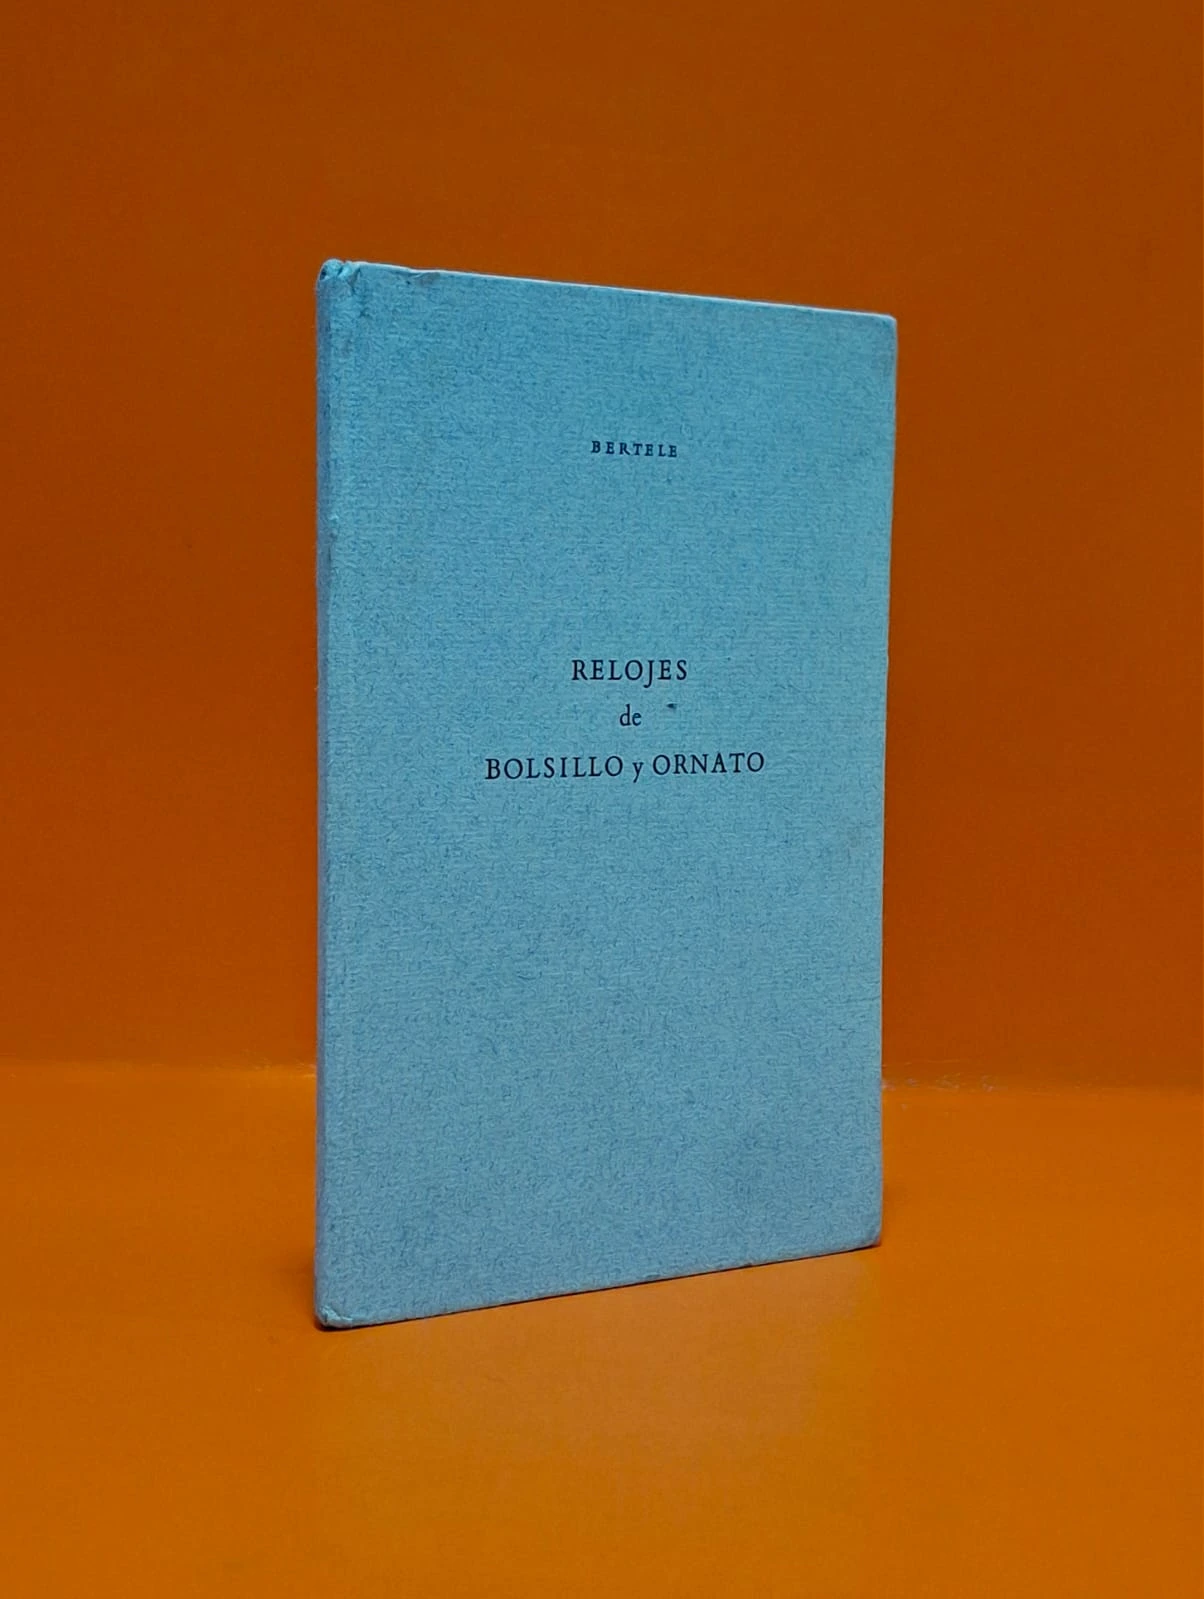 BERTELE
RELOJES
de
BOLSILLO y ORNATO